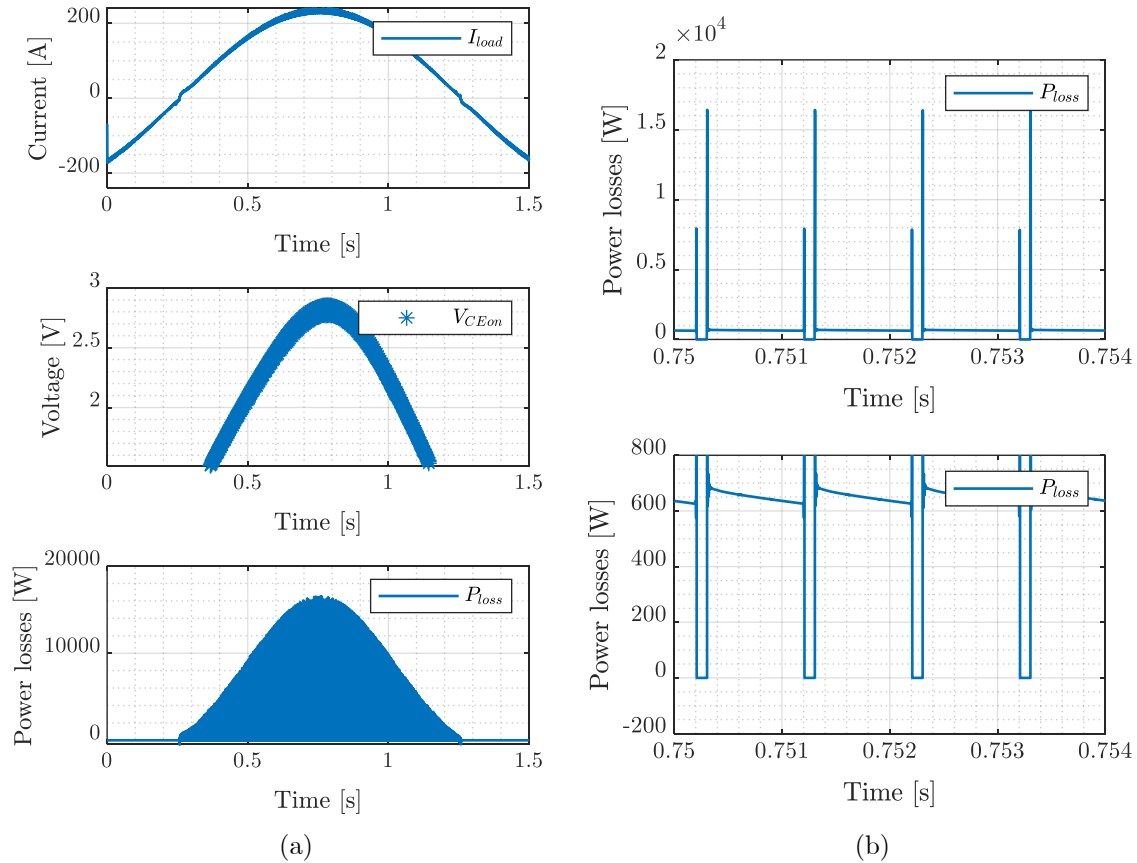 200
0
-200
Current [A]
I_load
0 0.5 1 1.5
Time [s]
3
2.5
2
Voltage [V]
V_CEon
0 0.5 1 1.5
Time [s]
20000
10000
0
Power losses [W]
P_loss
0 0.5 1 1.5
Time [s]
(a)
×10⁴
2
1.5
1
0.5
0
Power losses [W]
P_loss
0.75 0.751 0.752 0.753 0.754
Time [s]
800
600
400
200
0
-200
Power losses [W]
P_loss
0.75 0.751 0.752 0.753 0.754
Time [s]
(b)